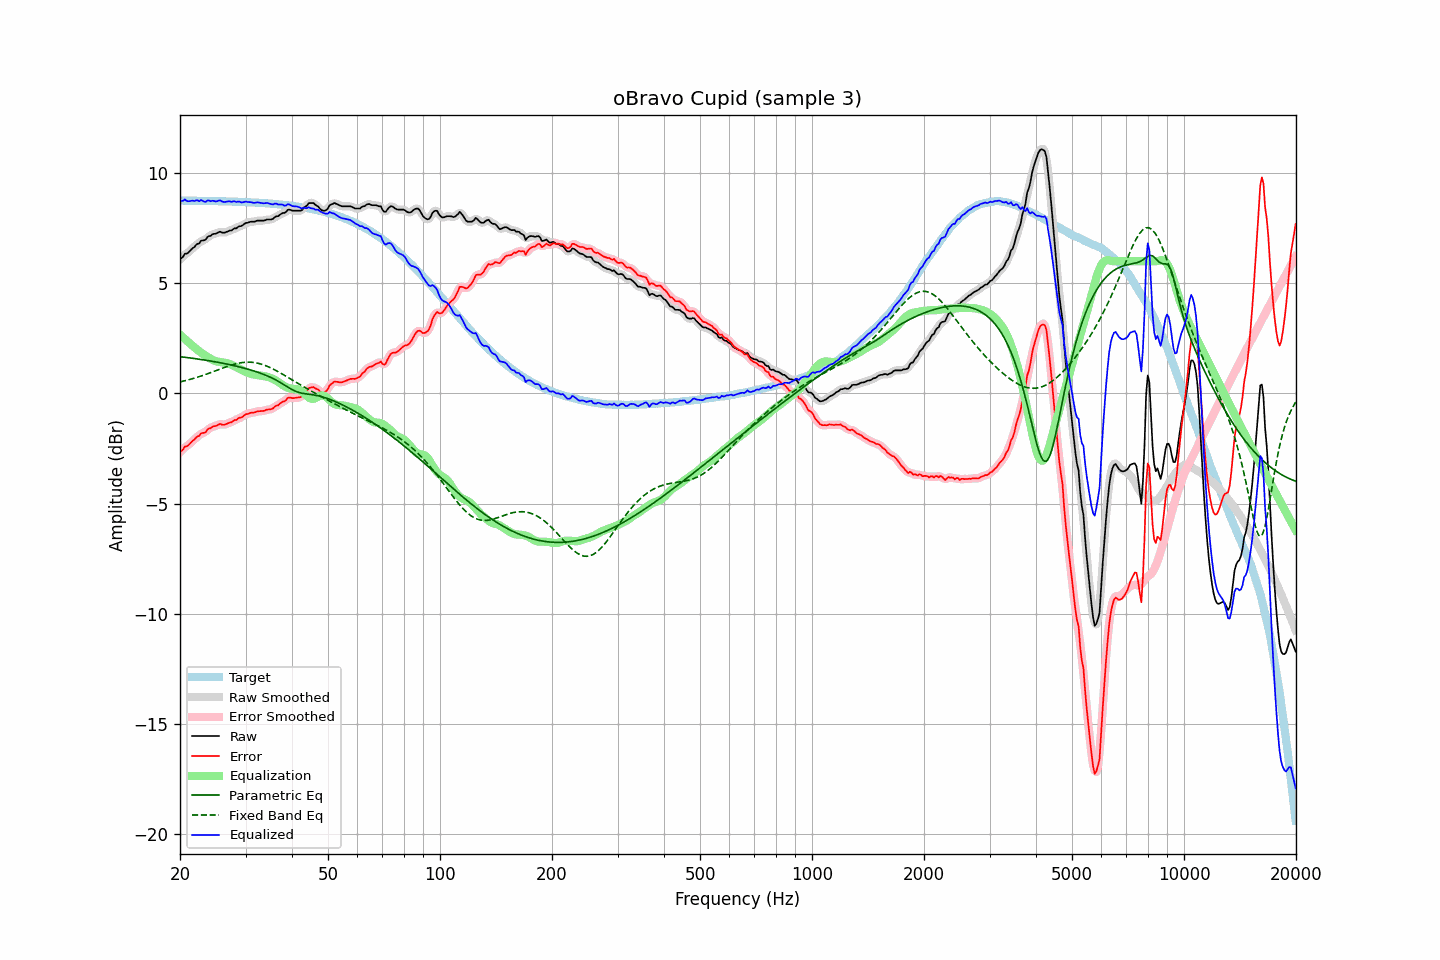 oBravo Cupid (sample 3)
10
5
0
−5
−10
−15
−20
Amplitude (dBr)
Target
Raw Smoothed
Error Smoothed
Raw
Error
Equalization
Parametric Eq
Fixed Band Eq
Equalized
20 50 100 200 500 1000 2000 5000 10000 20000
Frequency (Hz)